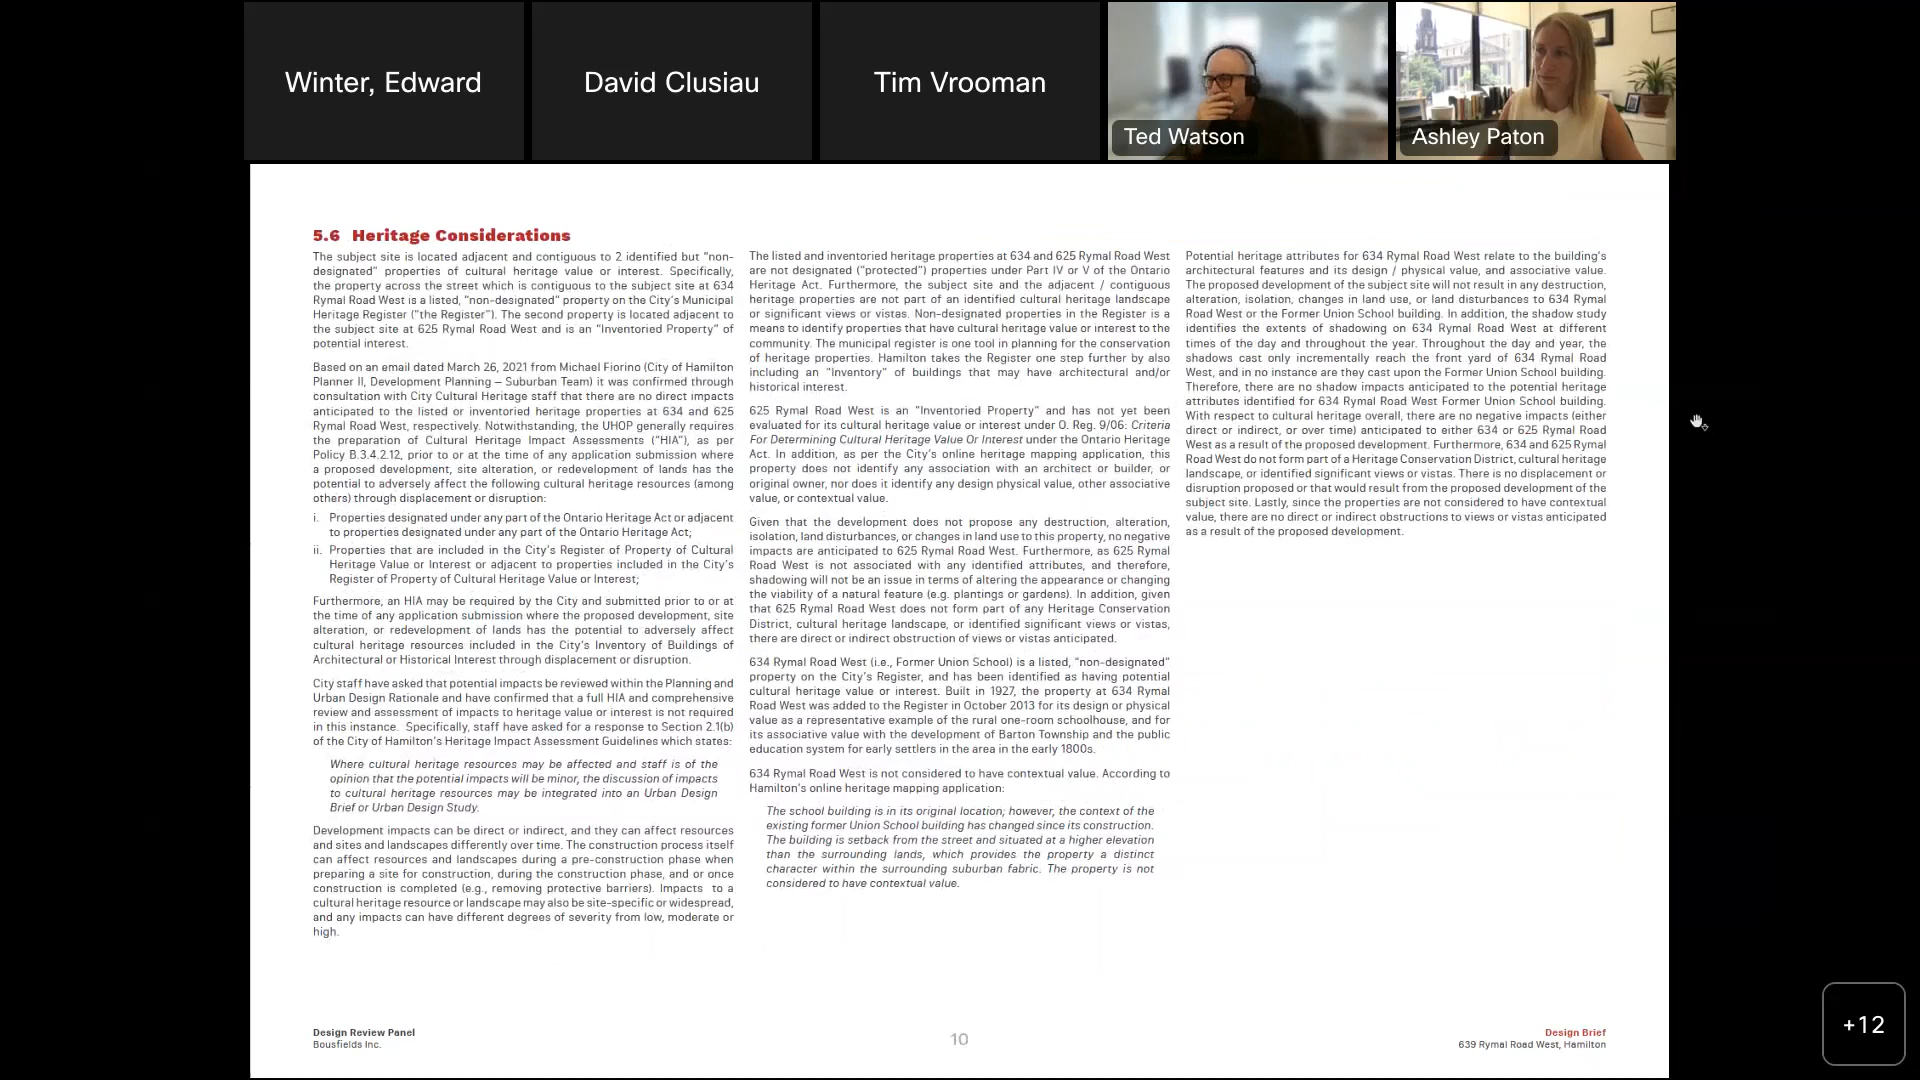 Winter, Edward
David Clusiau
Tim Vrooman
Ted Watson
Ashley Paton
5.6 Heritage Considerations
The subject site is located adjacent and contiguous to 2 identified but "non-
designated" properties of cultural heritage value or interest. Specifically,
the property across the street which is contiguous to the subject site at 634
Rymal Road West is a listed, "non-designated" property on the City's Municipal
Heritage Register ("the Register"). The second property is located adjacent to
the subject site at 625 Rymal Road West and is an "Inventoried Property" of
potential interest.
Based on an email dated March 26, 2021 from Michael Fiorino (City of Hamilton
Planner II, Development Planning – Suburban Team) it was confirmed through
consultation with City Cultural Heritage staff that there are no direct impacts
anticipated to the listed or inventoried heritage properties at 634 and 625
Rymal Road West, respectively. Notwithstanding, the UHOP generally requires
the preparation of Cultural Heritage Impact Assessments ("HIA"), as per
Policy B.3.4.2.12, prior to or at the time of any application submission where
a proposed development, site alteration, or redevelopment of lands has the
potential to adversely affect the following cultural heritage resources (among
others) through displacement or disruption:
i. Properties designated under any part of the Ontario Heritage Act or adjacent
to properties designated under any part of the Ontario Heritage Act;
ii. Properties that are included in the City's Register of Property of Cultural
Heritage Value or Interest or adjacent to properties included in the City's
Register of Property of Cultural Heritage Value or Interest;
Furthermore, an HIA may be required by the City and submitted prior to or at
the time of any application submission where the proposed development, site
alteration, or redevelopment of lands has the potential to adversely affect
cultural heritage resources included in the City's Inventory of Buildings of
Architectural or Historical Interest through displacement or disruption.
City staff have asked that potential impacts be reviewed within the Planning and
Urban Design Rationale and have confirmed that a full HIA and comprehensive
review and assessment of impacts to heritage value or interest is not required
in this instance. Specifically, staff have asked for a response to Section 2.1(b)
of the City of Hamilton's Heritage Impact Assessment Guidelines which states:
Where cultural heritage resources may be affected and staff is of the
opinion that the potential impacts will be minor, the discussion of impacts
to cultural heritage resources may be integrated into an Urban Design
Brief or Urban Design Study.
Development impacts can be direct or indirect, and they can affect resources
and sites and landscapes differently over time. The construction process itself
can affect resources and landscapes during a pre-construction phase when
preparing a site for construction, during the construction phase, and or once
construction is completed (e.g., removing protective barriers). Impacts to a
cultural heritage resource or landscape may also be site-specific or widespread,
and any impacts can have different degrees of severity from low, moderate or
high.
The listed and inventoried heritage properties at 634 and 625 Rymal Road West
are not designated ("protected") properties under Part IV or V of the Ontario
Heritage Act. Furthermore, the subject site and the adjacent / contiguous
heritage properties are not part of an identified cultural heritage landscape
or significant views or vistas. Non-designated properties in the Register is a
means to identify properties that have cultural heritage value or interest to the
community. The municipal register is one tool in planning for the conservation
of heritage properties. Hamilton takes the Register one step further by also
including an "Inventory" of buildings that may have architectural and/or
historical interest.
625 Rymal Road West is an "Inventoried Property" and has not yet been
evaluated for its cultural heritage value or interest under O. Reg. 9/06: Criteria
For Determining Cultural Heritage Value Or Interest under the Ontario Heritage
Act. In addition, as per the City's online heritage mapping application, this
property does not identify any association with an architect or builder, or
original owner, nor does it identify any design physical value, other associative
value, or contextual value.
Given that the development does not propose any destruction, alteration,
isolation, land disturbances, or changes in land use to this property, no negative
impacts are anticipated to 625 Rymal Road West. Furthermore, as 625 Rymal
Road West is not associated with any identified attributes, and therefore,
shadowing will not be an issue in terms of altering the appearance or changing
the viability of a natural feature (e.g. plantings or gardens). In addition, given
that 625 Rymal Road West does not form part of any Heritage Conservation
District, cultural heritage landscape, or identified significant views or vistas,
there are direct or indirect obstruction of views or vistas anticipated.
634 Rymal Road West (i.e., Former Union School) is a listed, "non-designated"
property on the City's Register, and has been identified as having potential
cultural heritage value or interest. Built in 1927, the property at 634 Rymal
Road West was added to the Register in October 2013 for its design or physical
value as a representative example of the rural one-room schoolhouse, and for
its associative value with the development of Barton Township and the public
education system for early settlers in the area in the early 1800s.
634 Rymal Road West is not considered to have contextual value. According to
Hamilton's online heritage mapping application:
The school building is in its original location; however, the context of the
existing former Union School building has changed since its construction.
The building is setback from the street and situated at a higher elevation
than the surrounding lands, which provides the property a distinct
character within the surrounding suburban fabric. The property is not
considered to have contextual value.
Potential heritage attributes for 634 Rymal Road West relate to the building's
architectural features and its design / physical value, and associative value.
The proposed development of the subject site will not result in any destruction,
alteration, isolation, changes in land use, or land disturbances to 634 Rymal
Road West or the Former Union School building. In addition, the shadow study
identifies the extents of shadowing on 634 Rymal Road West at different
times of the day and throughout the year. Throughout the day and year, the
shadows cast only incrementally reach the front yard of 634 Rymal Road
West, and in no instance are they cast upon the Former Union School building.
Therefore, there are no shadow impacts anticipated to the potential heritage
attributes identified for 634 Rymal Road West Former Union School building.
With respect to cultural heritage overall, there are no negative impacts (either
direct or indirect, or over time) anticipated to either 634 or 625 Rymal Road
West as a result of the proposed development. Furthermore, 634 and 625 Rymal
Road West do not form part of a Heritage Conservation District, cultural heritage
landscape, or identified significant views or vistas. There is no displacement or
disruption proposed or that would result from the proposed development of the
subject site. Lastly, since the properties are not considered to have contextual
value, there are no direct or indirect obstructions to views or vistas anticipated
as a result of the proposed development.
Design Review Panel
Bousfields Inc.
10
Design Brief
639 Rymal Road West, Hamilton
+12